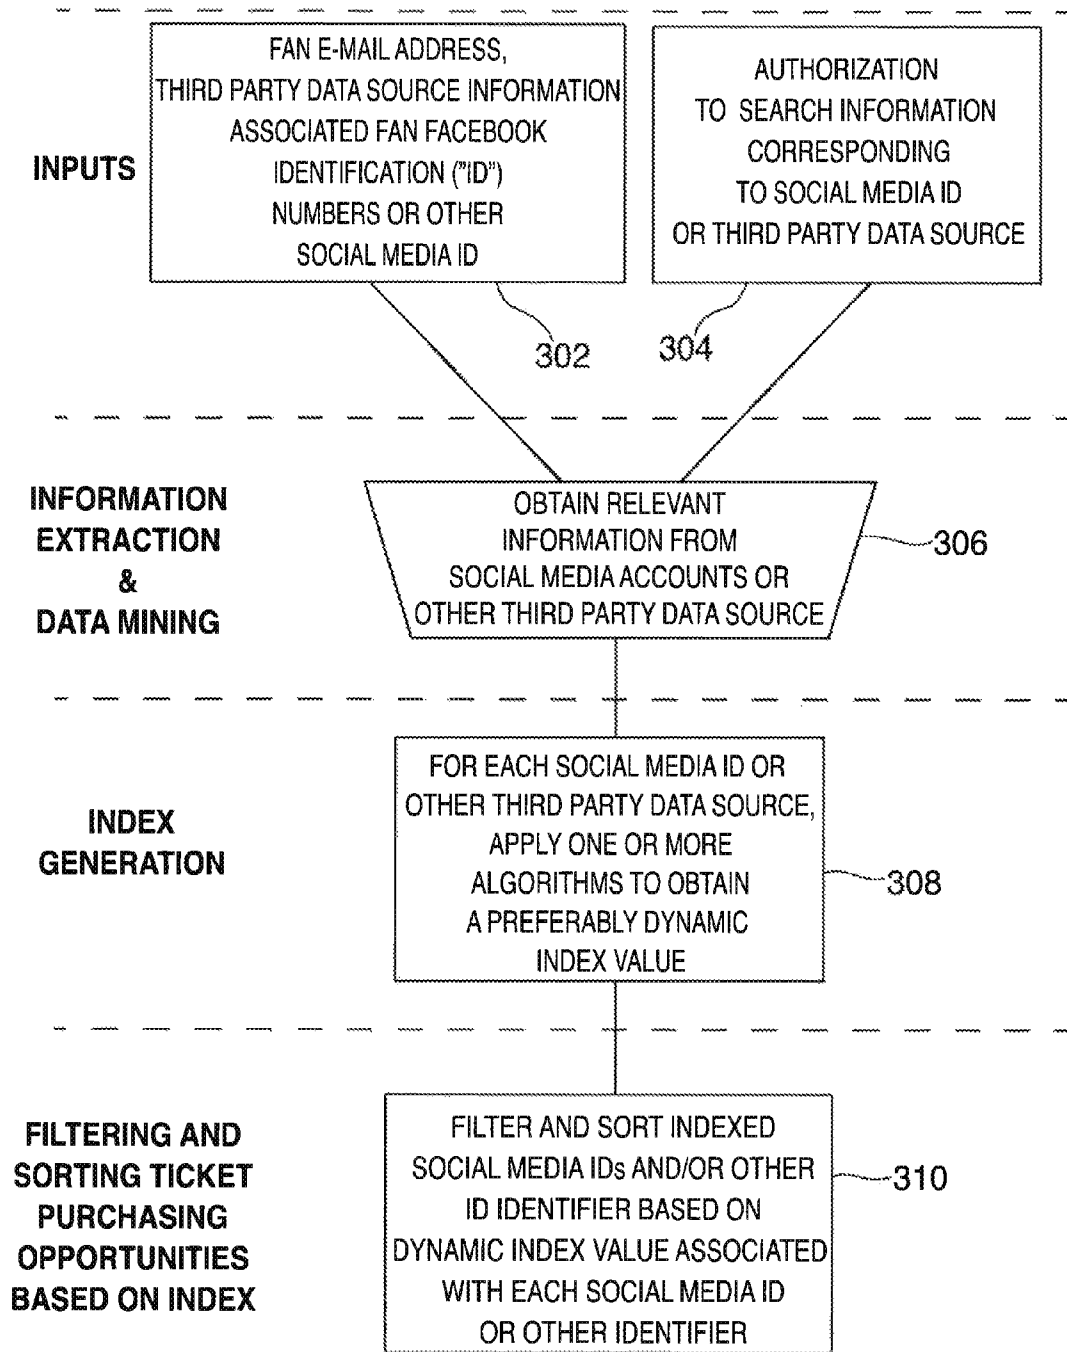 FAN E-MAIL ADDRESS,
THIRD PARTY DATA SOURCE INFORMATION
ASSOCIATED FAN FACEBOOK
IDENTIFICATION ("ID")
NUMBERS OR OTHER
SOCIAL MEDIA ID
AUTHORIZATION
TO SEARCH INFORMATION
CORRESPONDING
TO SOCIAL MEDIA ID
OR THIRD PARTY DATA SOURCE
INPUTS
302
304
INFORMATION
EXTRACTION
&
DATA MINING
OBTAIN RELEVANT
INFORMATION FROM
SOCIAL MEDIA ACCOUNTS OR
OTHER THIRD PARTY DATA SOURCE
306
INDEX
GENERATION
FOR EACH SOCIAL MEDIA ID OR
OTHER THIRD PARTY DATA SOURCE,
APPLY ONE OR MORE
ALGORITHMS TO OBTAIN
A PREFERABLY DYNAMIC
INDEX VALUE
308
FILTERING AND
SORTING TICKET
PURCHASING
OPPORTUNITIES
BASED ON INDEX
FILTER AND SORT INDEXED
SOCIAL MEDIA IDs AND/OR OTHER
ID IDENTIFIER BASED ON
DYNAMIC INDEX VALUE ASSOCIATED
WITH EACH SOCIAL MEDIA ID
OR OTHER IDENTIFIER
310